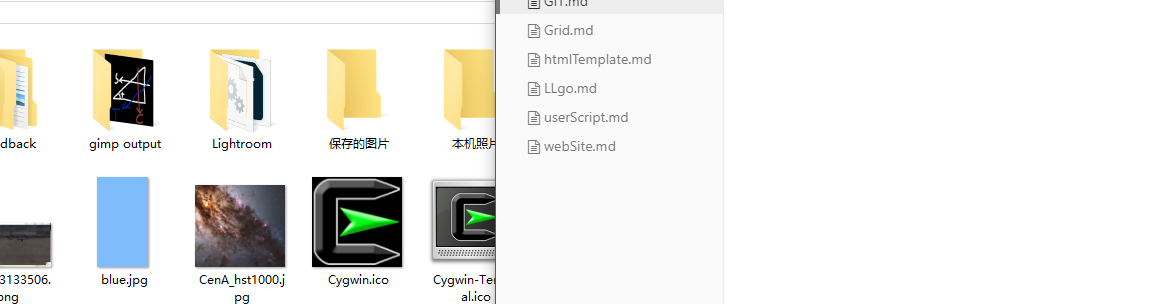 GIT.md
Grid.md
htmlTemplate.md
LLgo.md
userScript.md
webSite.md
dback
gimp output
Lightroom
保存的图片
本机照片
3133506.
png
blue.jpg
CenA_hst1000.j
pg
Cygwin.ico
Cygwin-Ter
al.ico